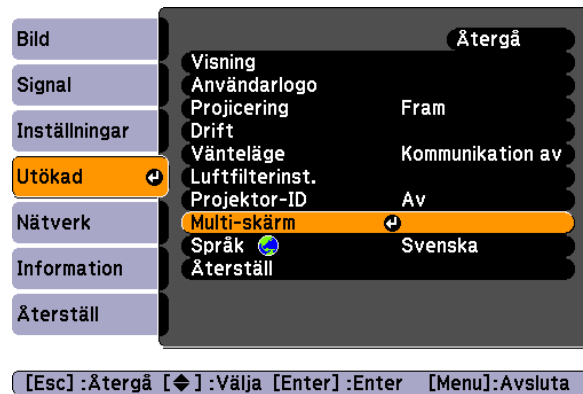 Bild
Signal
Inställningar
Utökad
Nätverk
Information
Återställ
Återgå
Visning
Användarlogo
Projicering Fram
Drift
Vänteläge Kommunikation av
Luftfilterinst.
Projektor-ID Av
Multi-skärm
Språk Svenska
Återställ
[Esc] :Återgå [◆] :Välja [Enter] :Enter [Menu]:Avsluta